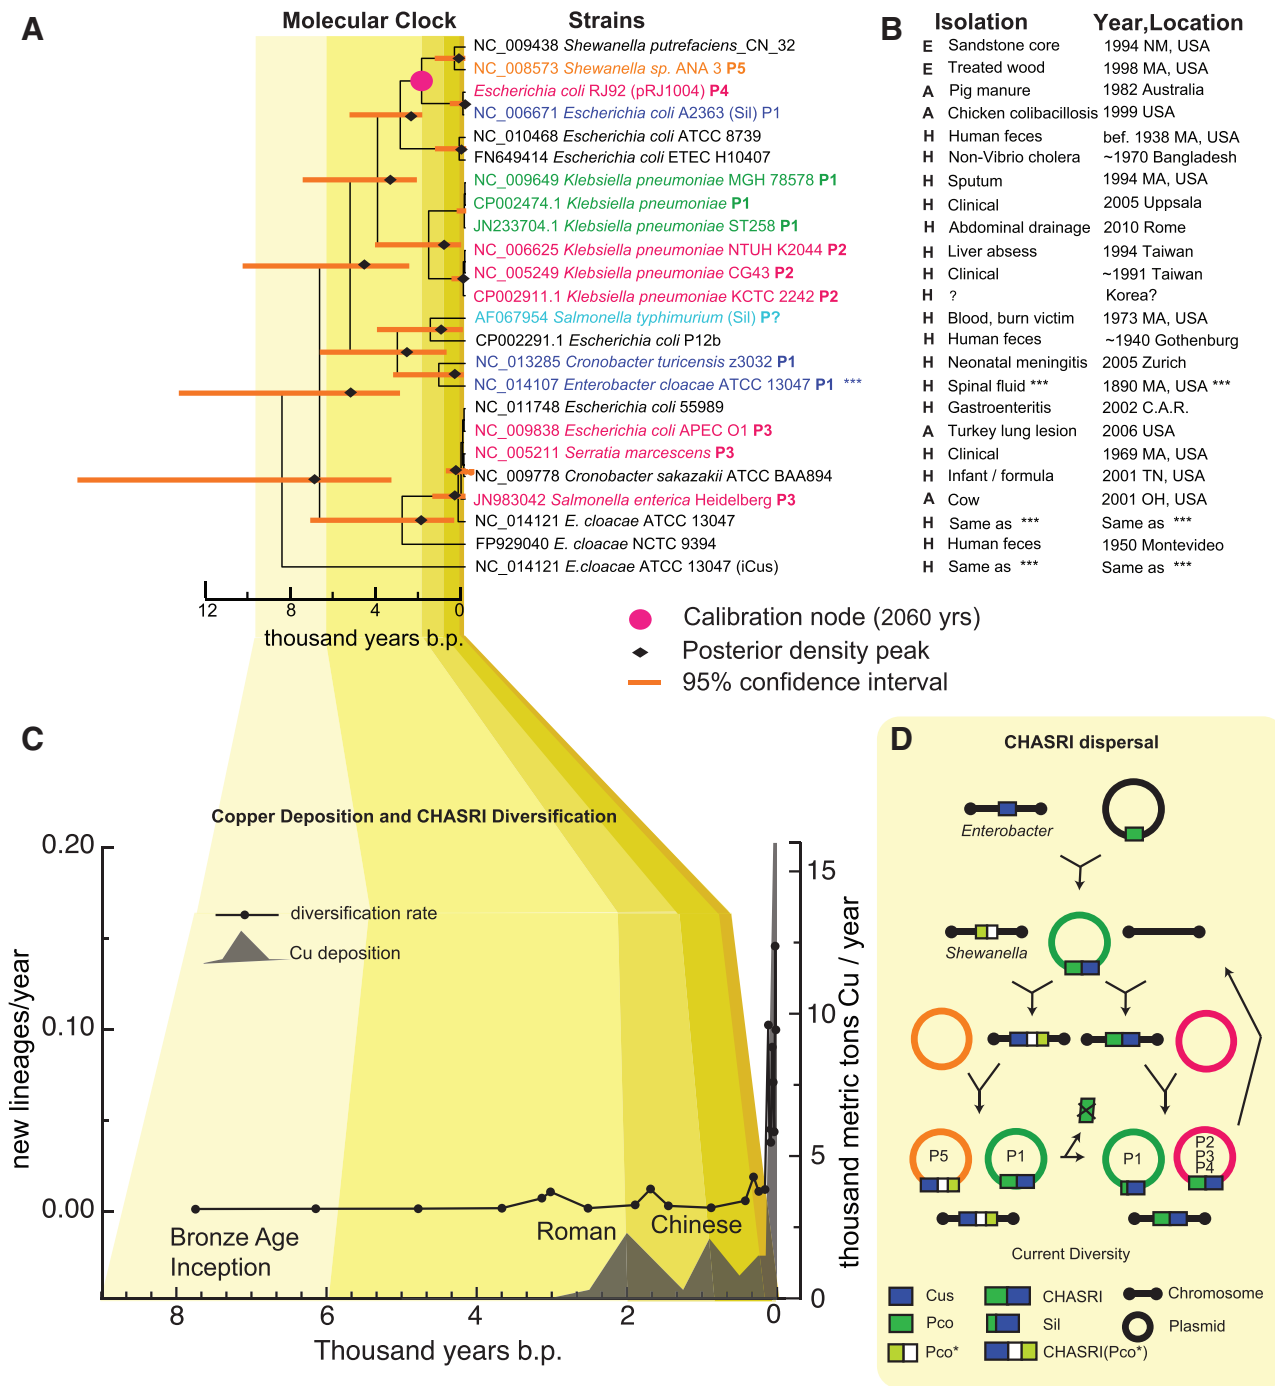 A
Molecular Clock
Strains
NC_009438 Shewanella putrefaciens_CN_32
NC_008573 Shewanella sp. ANA 3 P5
Escherichia coli RJ92 (pRJ1004) P4
NC_006671 Escherichia coli A2363 (Sil) P1
NC_010468 Escherichia coli ATCC 8739
FN649414 Escherichia coli ETEC H10407
NC_009649 Klebsiella pneumoniae MGH 78578 P1
CP002474.1 Klebsiella pneumoniae P1
JN233704.1 Klebsiella pneumoniae ST258 P1
NC_006625 Klebsiella pneumoniae NTUH K2044 P2
NC_005249 Klebsiella pneumoniae CG43 P2
CP002911.1 Klebsiella pneumoniae KCTC 2242 P2
AF067954 Salmonella typhimurium (Sil) P?
CP002291.1 Escherichia coli P12b
NC_013285 Cronobacter turicensis z3032 P1
NC_014107 Enterobacter cloacae ATCC 13047 P1 ***
NC_011748 Escherichia coli 55989
NC_009838 Escherichia coli APEC O1 P3
NC_005211 Serratia marcescens P3
NC_009778 Cronobacter sakazakii ATCC BAA894
JN983042 Salmonella enterica Heidelberg P3
NC_014121 E. cloacae ATCC 13047
FP929040 E. cloacae NCTC 9394
NC_014121 E.cloacae ATCC 13047 (iCus)
12 8 4 0
thousand years b.p.
Calibration node (2060 yrs)
Posterior density peak
95% confidence interval
B
Isolation Year,Location
E Sandstone core 1994 NM, USA
E Treated wood 1998 MA, USA
A Pig manure 1982 Australia
A Chicken colibacillosis 1999 USA
H Human feces bef. 1938 MA, USA
H Non-Vibrio cholera ~1970 Bangladesh
H Sputum 1994 MA, USA
H Clinical 2005 Uppsala
H Abdominal drainage 2010 Rome
H Liver absess 1994 Taiwan
H Clinical ~1991 Taiwan
H ? Korea?
H Blood, burn victim 1973 MA, USA
H Human feces ~1940 Gothenburg
H Neonatal meningitis 2005 Zurich
H Spinal fluid *** 1890 MA, USA ***
H Gastroenteritis 2002 C.A.R.
A Turkey lung lesion 2006 USA
H Clinical 1969 MA, USA
H Infant / formula 2001 TN, USA
A Cow 2001 OH, USA
H Same as *** Same as ***
H Human feces 1950 Montevideo
H Same as *** Same as ***
C
Copper Deposition and CHASRI Diversification
diversification rate
Cu deposition
new lineages/year
0.20
0.10
0.00
thousand metric tons Cu / year
15
10
5
0
Bronze Age
Inception
Roman
Chinese
8 6 4 2 0
Thousand years b.p.
D
CHASRI dispersal
Enterobacter
Shewanella
P5
P1
P1
P2
P3
P4
Current Diversity
Cus CHASRI Chromosome
Pco Sil Plasmid
Pco* CHASRI(Pco*)